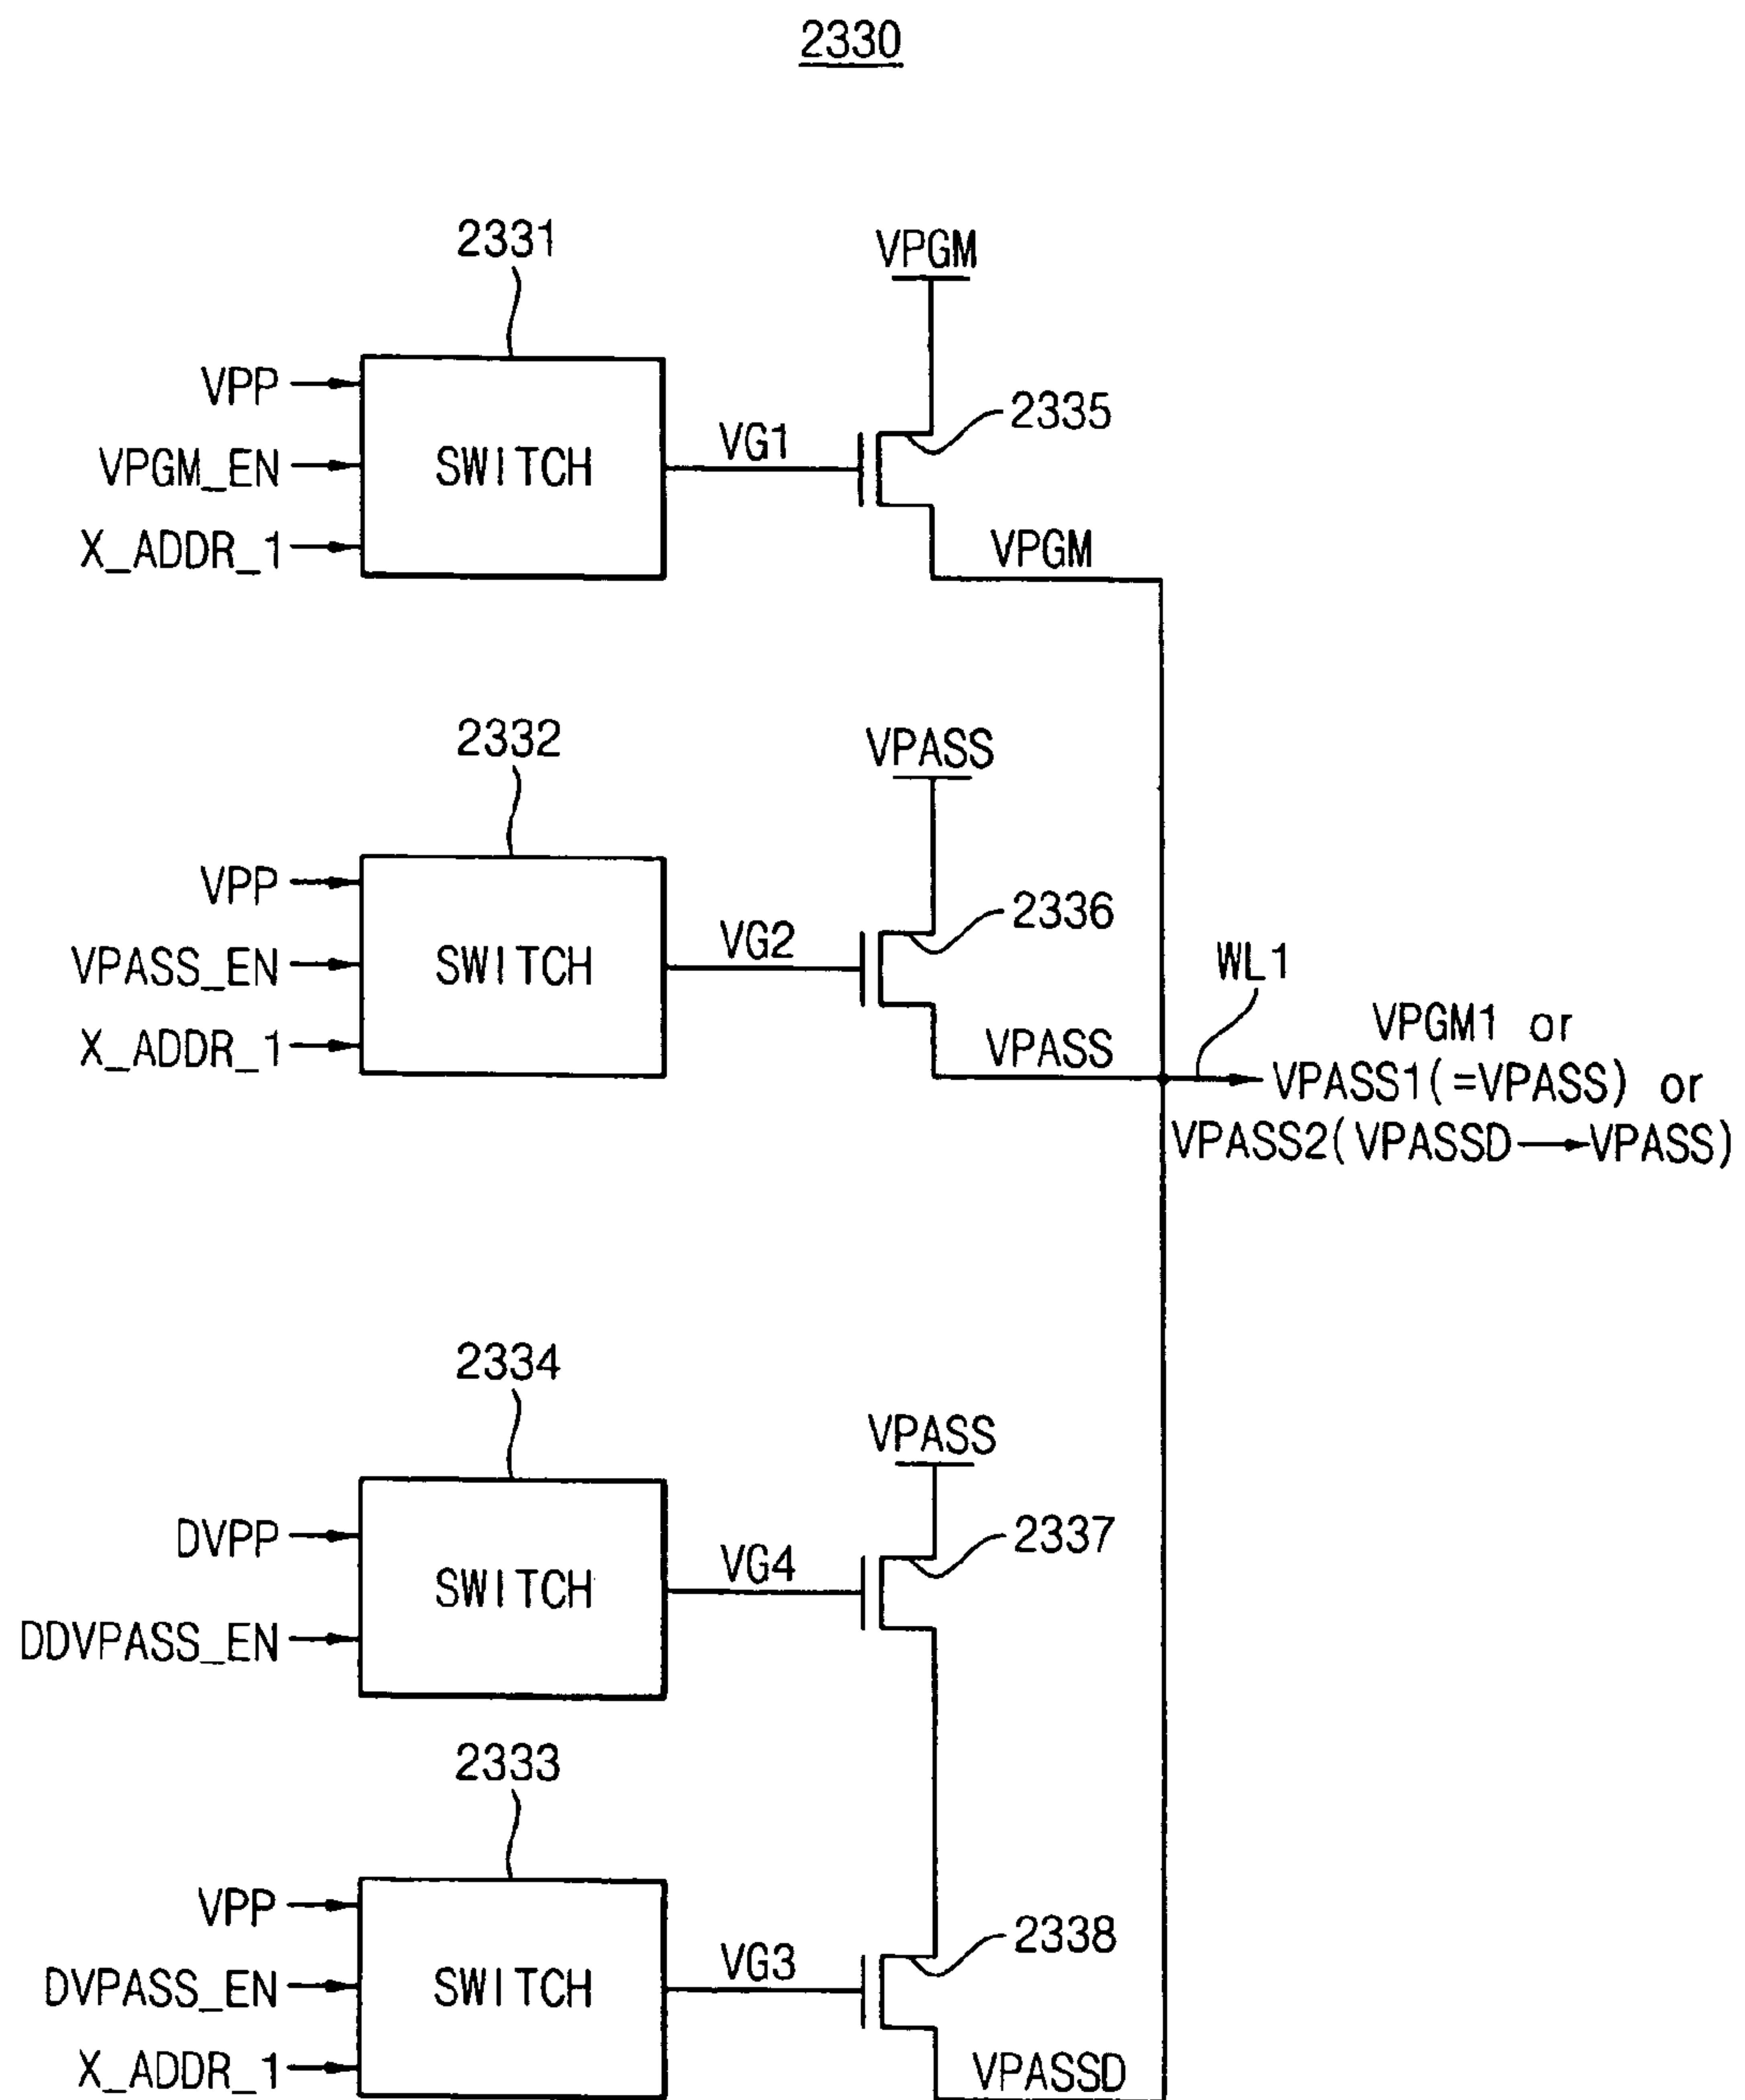 2330
2331
VPGM
VPP
2335
VPGM_EN
SWITCH
VG1
X_ADDR_1
VPGM
2332
VPASS
VPP
2336
VPASS_EN
SWITCH
VG2
WL1
X_ADDR_1
VPASS
VPGM1 or
VPASS1(=VPASS) or
VPASS2(VPASSD→VPASS)
2334
VPASS
DVPP
2337
SWITCH
VG4
DDVPASS_EN
2333
VPP
2338
DVPASS_EN
SWITCH
VG3
X_ADDR_1
VPASSD